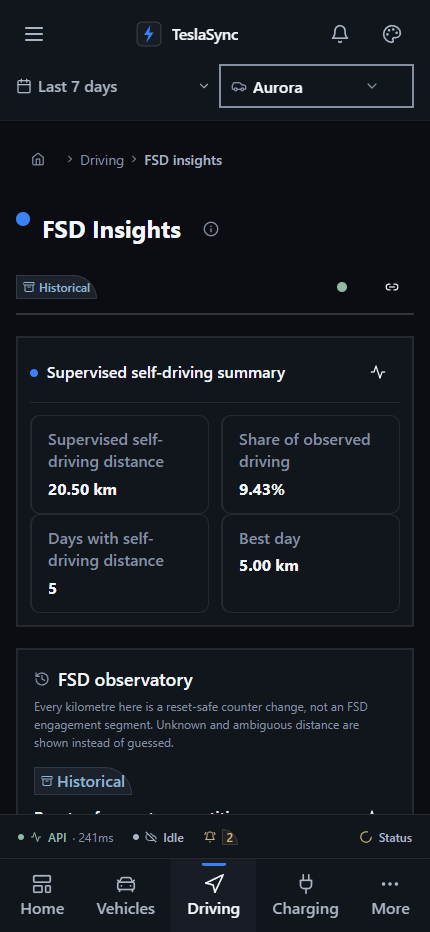 TeslaSync
Last 7 days
Aurora
Driving
FSD insights
FSD Insights
Historical
Supervised self-driving summary
Supervised self-
driving distance
20.50 km
Share of observed
driving
9.43%
Days with self-
driving distance
5
Best day
5.00 km
FSD observatory
Every kilometre here is a reset-safe counter change, not an FSD
engagement segment. Unknown and ambiguous distance are
shown instead of guessed.
Historical
API · 241ms
Idle
2
Status
Home
Vehicles
Driving
Charging
More